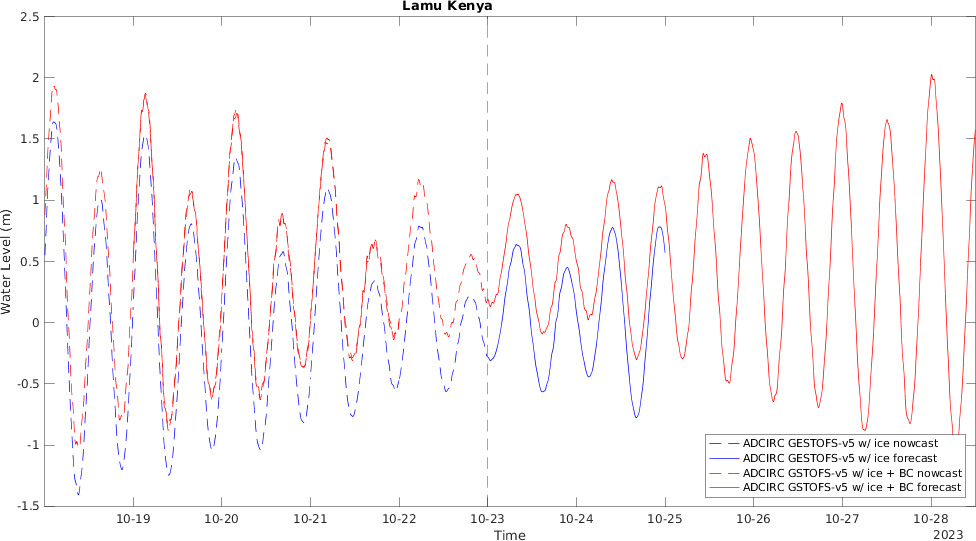 Lamu Kenya
2.5
2
1.5
1
0.5
0
-0.5
-1
-1.5
Water Level (m)
10-19 10-20 10-21 10-22 10-23 10-24 10-25 10-26 10-27 10-28
Time
2023
ADCIRC GESTOFS-v5 w/ ice nowcast
ADCIRC GESTOFS-v5 w/ ice forecast
ADCIRC GSTOFS-v5 w/ ice + BC nowcast
ADCIRC GSTOFS-v5 w/ ice + BC forecast